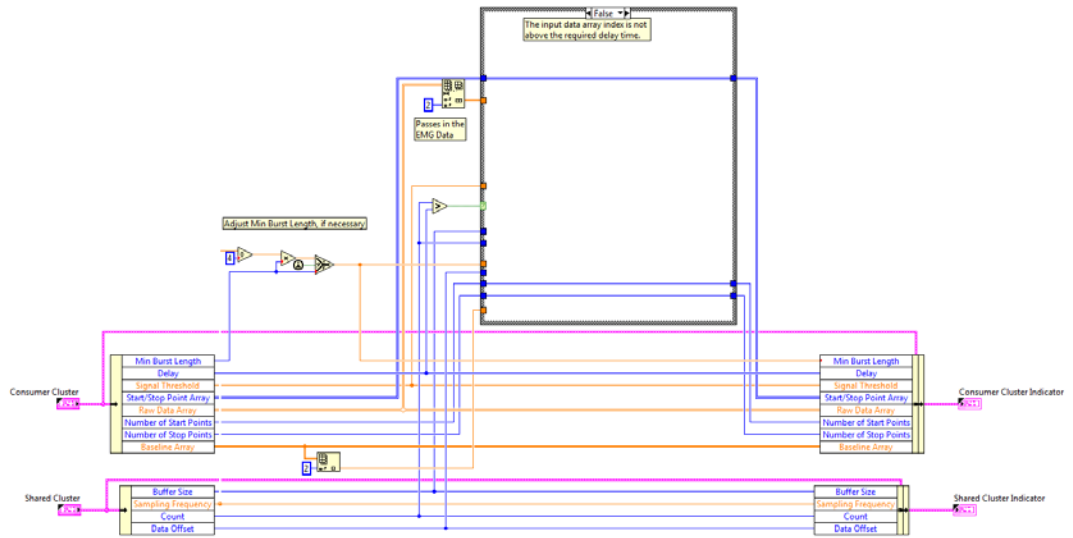 False
The input data array index is not
above the required delay time.
2
Passes in the
EMG Data
Adjust Min Burst Length, if necessary
4
Min Burst Length
Delay
Signal Threshold
Consumer Cluster
Start/Stop Point Array
Raw Data Array
Number of Start Points
Number of Stop Points
Baseline Array
2
Min Burst Length
Delay
Signal Threshold
Consumer Cluster Indicator
Start/Stop Point Array
Raw Data Array
Number of Start Points
Number of Stop Points
Baseline Array
Shared Cluster
Buffer Size
Sampling Frequency
Count
Data Offset
Buffer Size
Shared Cluster Indicator
Sampling Frequency
Count
Data Offset